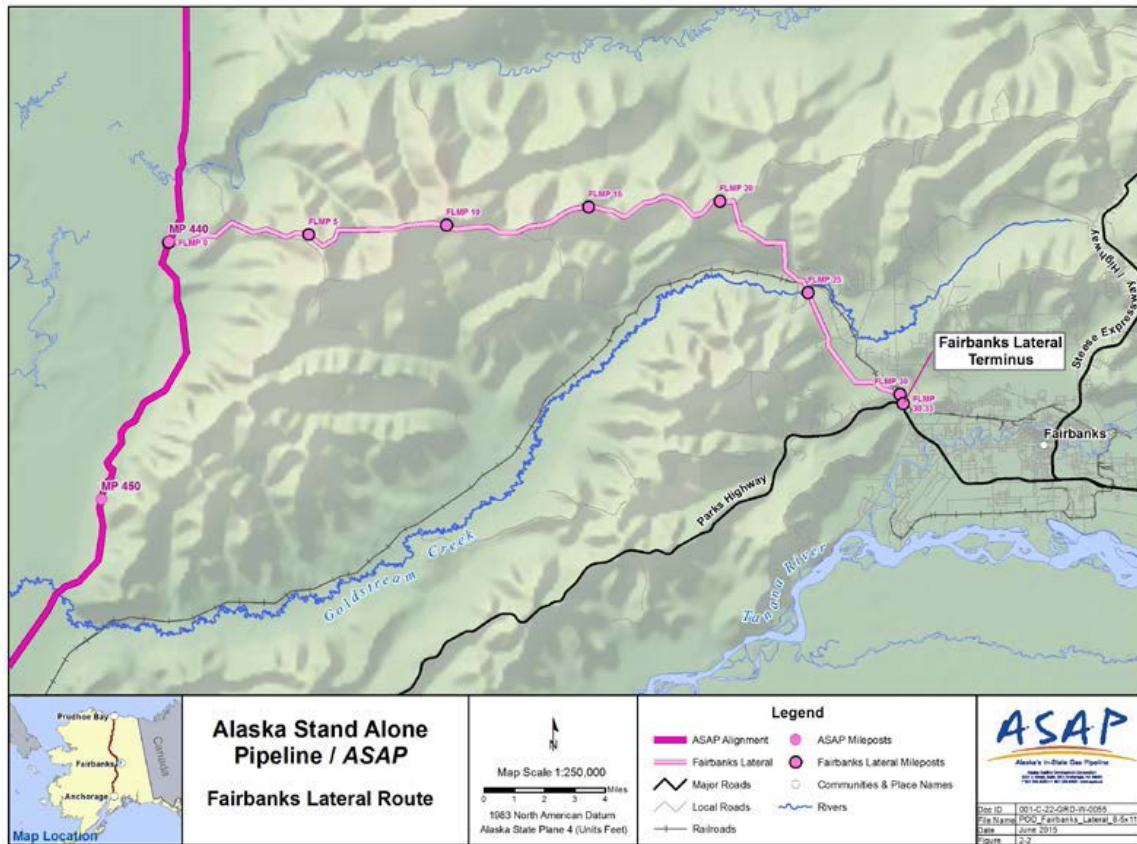 MP 440
FLMP 0
FLMP 5
FLMP 10
FLMP 15
FLMP 20
FLMP 25
FLMP 30
FLMP
30.33
Fairbanks Lateral
Terminus
Steese Expressway
/ Highway
Fairbanks
Parks Highway
MP 450
Goldstream Creek
Tanana River
Prudhoe Bay
Fairbanks
Anchorage
Canada
Map Location
Alaska Stand Alone
Pipeline / ASAP
Fairbanks Lateral Route
N
Map Scale 1:250,000
0 1 2 3 4 Miles
1983 North American Datum
Alaska State Plane 4 (Units Feet)
Legend
ASAP Alignment
Fairbanks Lateral
Major Roads
Local Roads
Railroads
ASAP Mileposts
Fairbanks Lateral Mileposts
Communities & Place Names
Rivers
ASAP
Alaska's In-State Gas Pipeline
Doc ID 001-C-22-GRD-W-0055
File Name POD_Fairbanks_Lateral_8-5x11
Date June 2015
Figure 2-2